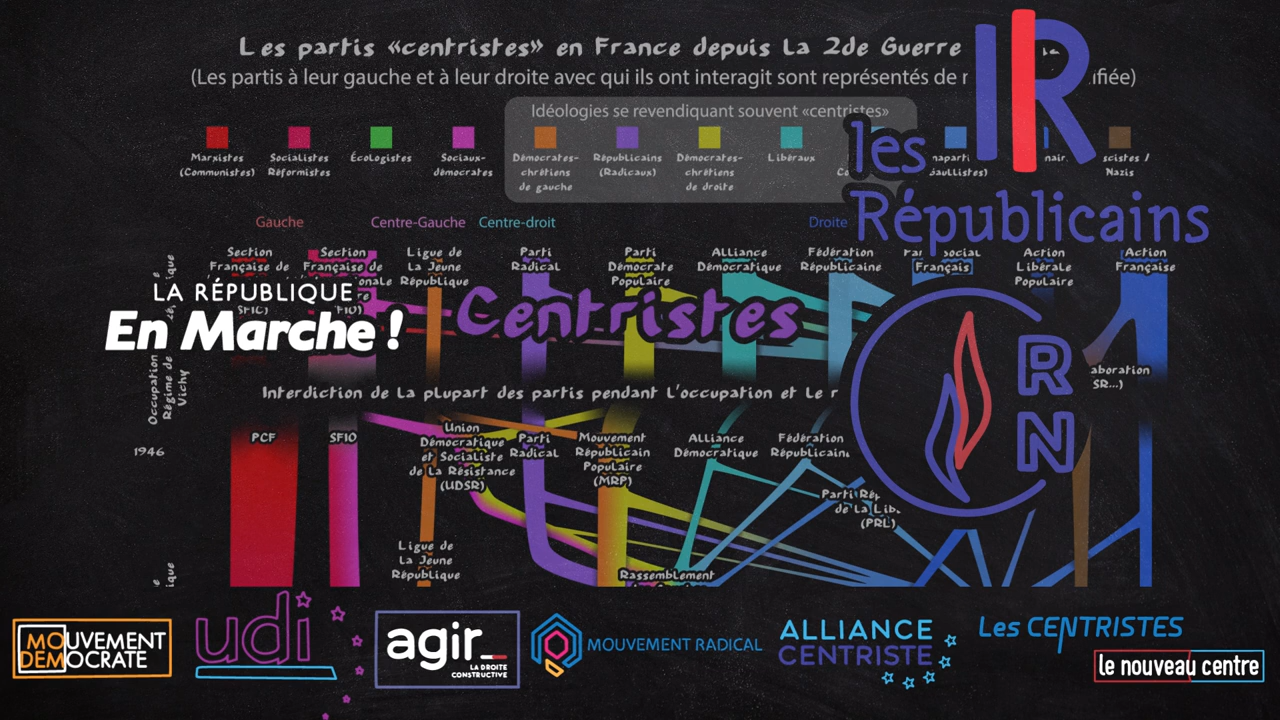 Les partis «centristes» en France depuis la 2de Guerre
(Les partis à leur gauche et à leur droite avec qui ils ont interagit sont représentés de
Idéologies se revendiquant souvent «centristes»
Marxistes
(Communistes)
Socialistes
Réformistes
Écologistes
Sociaux-
démocrates
Démocrates-
chrétiens
de gauche
Républicains
(Radicaux)
Démocrates-
chrétiens
de droite
Libéraux
Nazis
lR
les
Républicains
Gauche
Centre-Gauche
Centre-droit
Droite
Section
Française de
Section
Française de
Ligue de
la Jeune
République
Parti
Radical
Parti
Démocrate
Populaire
Alliance
Démocratique
Fédération
Républicaine
Français
Action
Libérale
Populaire
Action
Française
LA RÉPUBLIQUE
En Marche !
Centristes
RN
Occupation
Régime de
Vichy
Interdiction de la plupart des partis pendant l'occupation et le
1946
PCF
SFIO
Union
Démocratique
et Socialiste
de la Résistance
(UDSR)
Parti
Radical
Mouvement
Républicain
Populaire
(MRP)
Alliance
Démocratique
Fédération
Républicaine
Parti
de la
(PRL)
Ligue de
la Jeune
République
Rassemblement
MOUVEMENT
DEMOCRATE
udi
agir_
LA DROITE
CONSTRUCTIVE
MOUVEMENT RADICAL
ALLIANCE
CENTRISTE
Les CENTRISTES
le nouveau centre